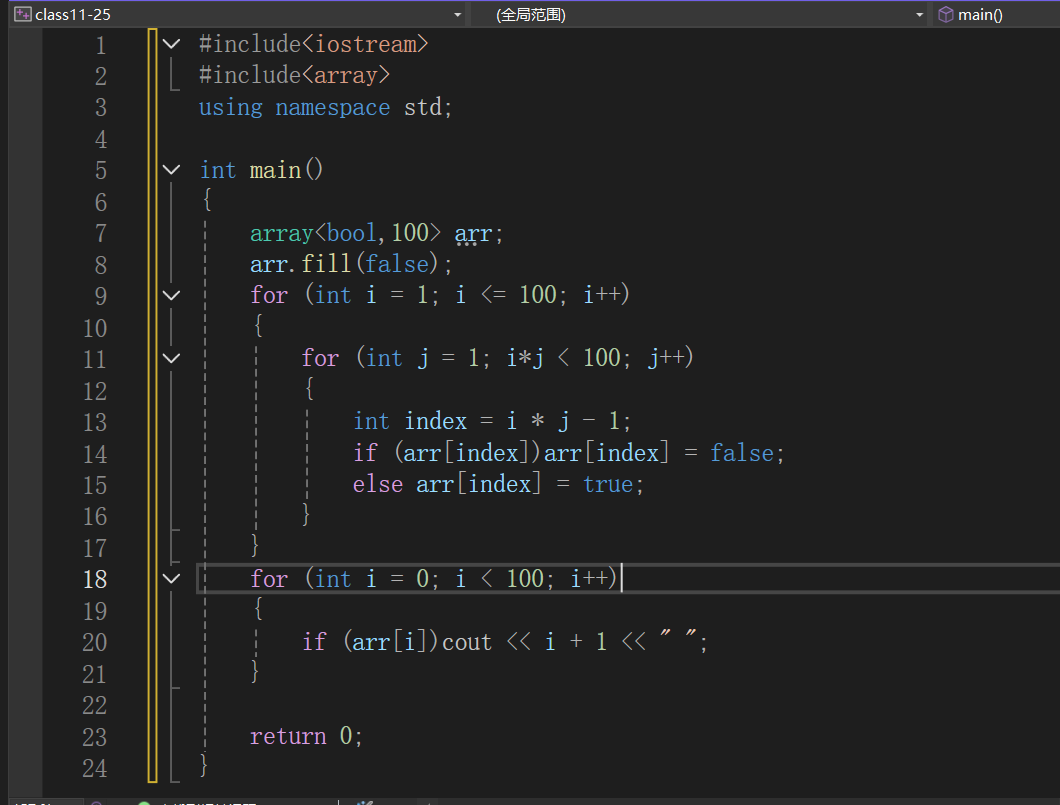 class11-25 (全局范围) main()
1 #include<iostream>
2 #include<array>
3 using namespace std;
4
5 int main()
6 {
7 array<bool,100> arr;
8 arr.fill(false);
9 for (int i = 1; i <= 100; i++)
10 {
11 for (int j = 1; i*j < 100; j++)
12 {
13 int index = i * j - 1;
14 if (arr[index])arr[index] = false;
15 else arr[index] = true;
16 }
17 }
18 for (int i = 0; i < 100; i++)
19 {
20 if (arr[i])cout << i + 1 << " ";
21 }
22
23 return 0;
24 }